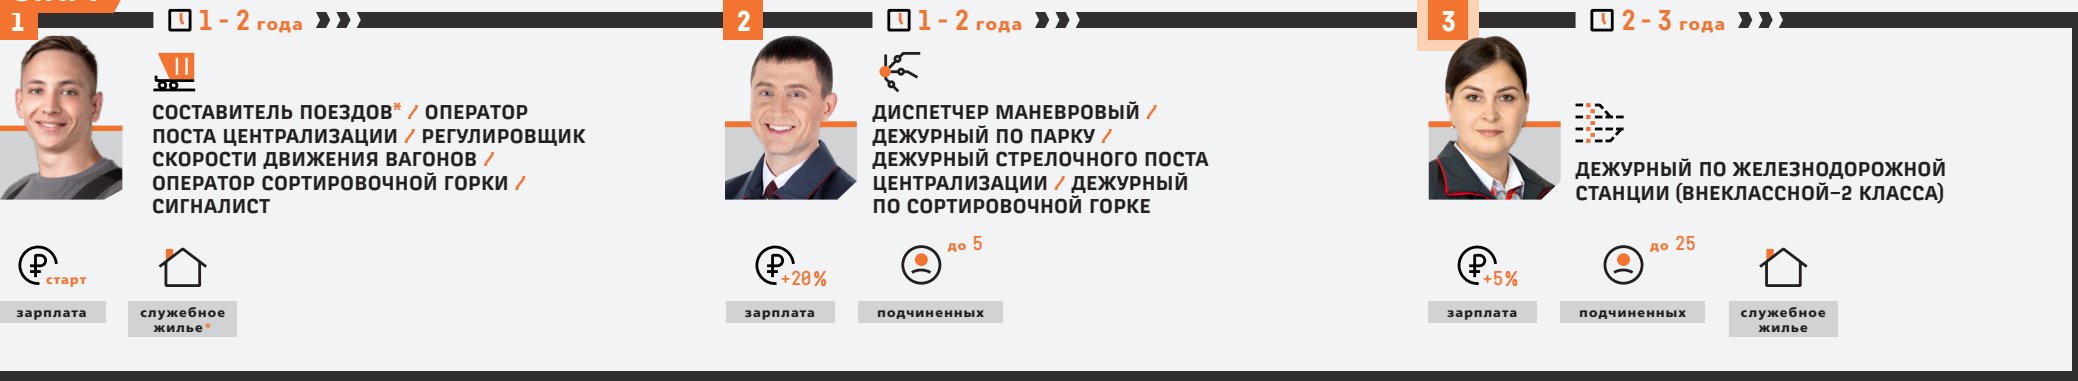 1
1 - 2 года
СОСТАВИТЕЛЬ ПОЕЗДОВ* / ОПЕРАТОР
ПОСТА ЦЕНТРАЛИЗАЦИИ / РЕГУЛИРОВЩИК
СКОРОСТИ ДВИЖЕНИЯ ВАГОНОВ /
ОПЕРАТОР СОРТИРОВОЧНОЙ ГОРКИ /
СИГНАЛИСТ
₽ старт
зарплата
служебное
жилье*
2
1 - 2 года
ДИСПЕТЧЕР МАНЕВРОВЫЙ /
ДЕЖУРНЫЙ ПО ПАРКУ /
ДЕЖУРНЫЙ СТРЕЛОЧНОГО ПОСТА
ЦЕНТРАЛИЗАЦИИ / ДЕЖУРНЫЙ
ПО СОРТИРОВОЧНОЙ ГОРКЕ
₽ +20%
зарплата
до 5
подчиненных
3
2 - 3 года
ДЕЖУРНЫЙ ПО ЖЕЛЕЗНОДОРОЖНОЙ
СТАНЦИИ (ВНЕКЛАССНОЙ–2 КЛАССА)
₽ +5%
зарплата
до 25
подчиненных
служебное
жилье